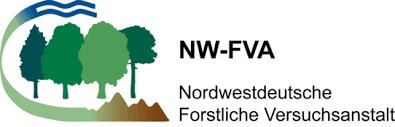 NW-FVA
Nordwestdeutsche
Forstliche Versuchsanstalt